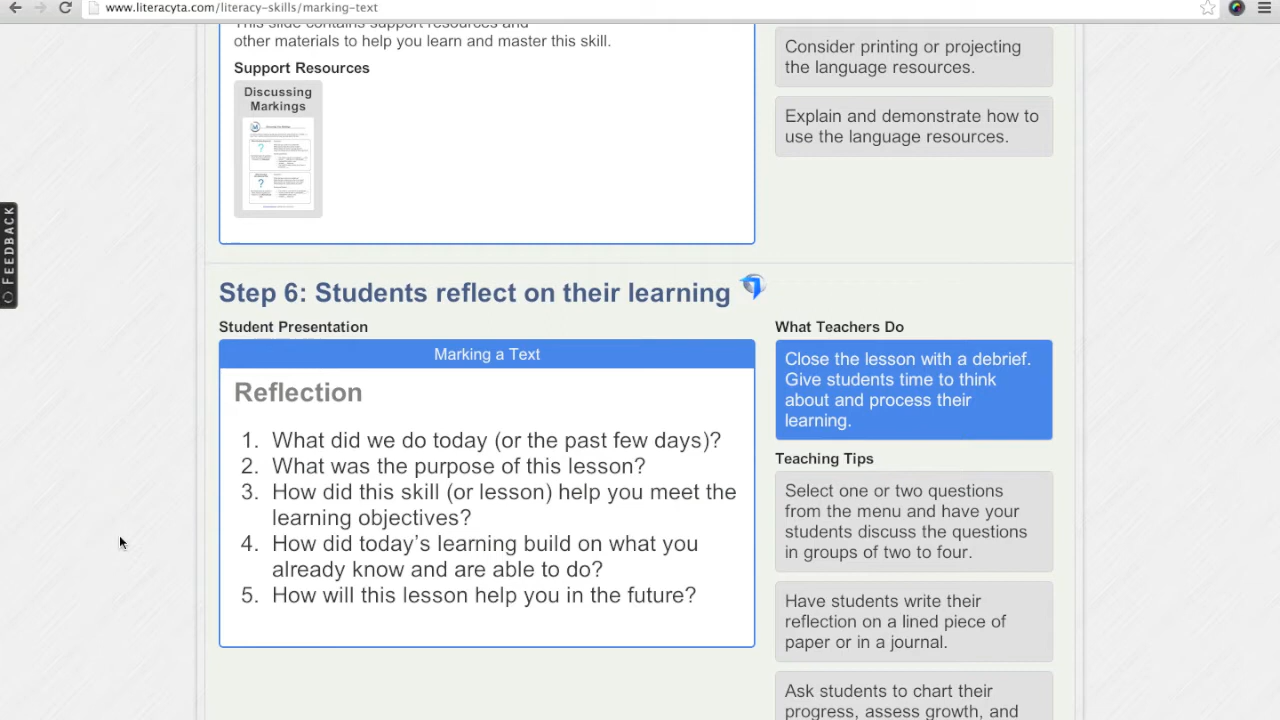 www.literacyta.com/literacy-skills/marking-text
This slide contains support resources and
other materials to help you learn and master this skill.
Support Resources
Discussing
Markings
Consider printing or projecting
the language resources.
Explain and demonstrate how to
use the language resources.
FEEDBACK
Step 6: Students reflect on their learning
Student Presentation
Marking a Text
Reflection
1. What did we do today (or the past few days)?
2. What was the purpose of this lesson?
3. How did this skill (or lesson) help you meet the
learning objectives?
4. How did today's learning build on what you
already know and are able to do?
5. How will this lesson help you in the future?
What Teachers Do
Close the lesson with a debrief.
Give students time to think
about and process their
learning.
Teaching Tips
Select one or two questions
from the menu and have your
students discuss the questions
in groups of two to four.
Have students write their
reflection on a lined piece of
paper or in a journal.
Ask students to chart their
progress, assess growth, and